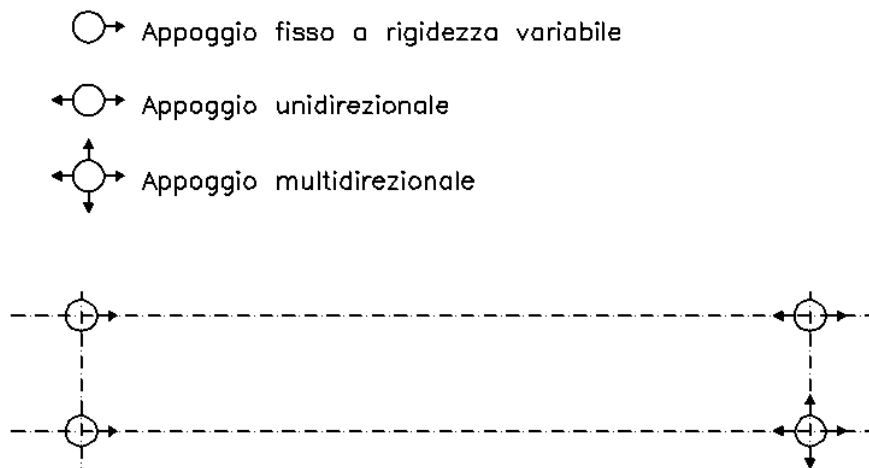 Appoggio fisso a rigidezza variabile
Appoggio unidirezionale
Appoggio multidirezionale